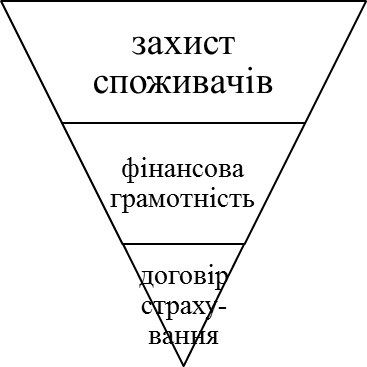 захист
споживачів
фінансова
грамотність
договір
страху-
вання